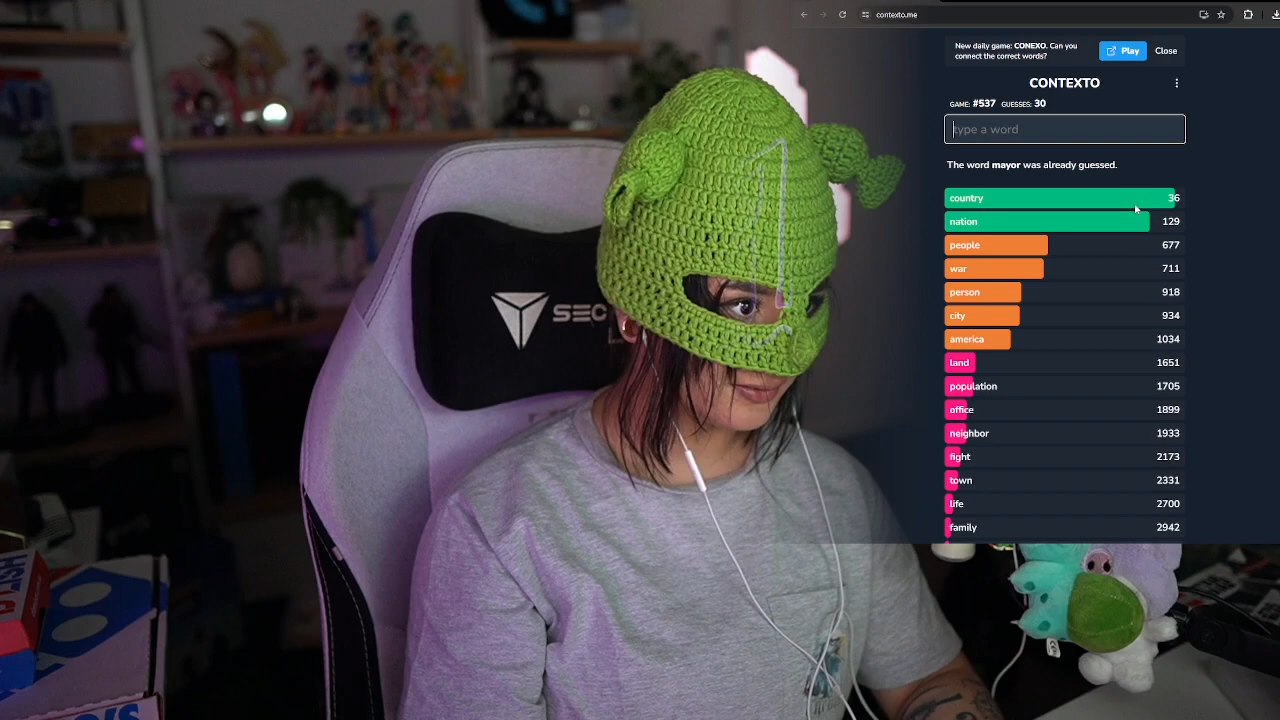 contexto.me
New daily game: CONEXO. Can you
connect the correct words?
Play
Close
CONTEXTO
GAME: #537 GUESSES: 30
type a word
The word mayor was already guessed.
country 36
nation 129
people 677
war 711
person 918
city 934
america 1034
land 1651
population 1705
office 1899
neighbor 1933
fight 2173
town 2331
life 2700
family 2942
SEC